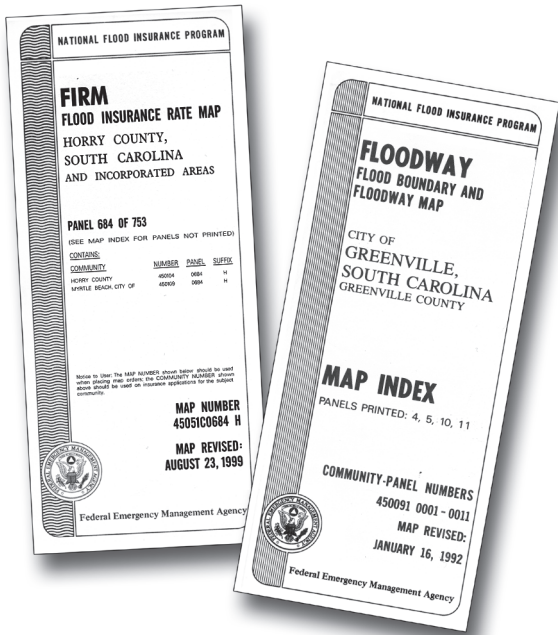 NATIONAL FLOOD INSURANCE PROGRAM
FIRM
FLOOD INSURANCE RATE MAP
HORRY COUNTY,
SOUTH CAROLINA
AND INCORPORATED AREAS
PANEL 684 OF 753
(SEE MAP INDEX FOR PANELS NOT PRINTED)
CONTAINS:
COMMUNITY NUMBER PANEL SUFFIX
HORRY COUNTY 450104 0684 H
MYRTLE BEACH, CITY OF 450109 0684 H
Notice to User: The MAP NUMBER shown below should be used
when placing map orders; the COMMUNITY NUMBER shown
above should be used on insurance applications for the subject
community.
MAP NUMBER
45051C0684 H
MAP REVISED:
AUGUST 23, 1999
Federal Emergency Management Agency
NATIONAL FLOOD INSURANCE PROGRAM
FLOODWAY
FLOOD BOUNDARY AND
FLOODWAY MAP
CITY OF
GREENVILLE,
SOUTH CAROLINA
GREENVILLE COUNTY
MAP INDEX
PANELS PRINTED: 4, 5, 10, 11
COMMUNITY-PANEL NUMBERS
450091 0001-0011
MAP REVISED:
JANUARY 16, 1992
Federal Emergency Management Agency